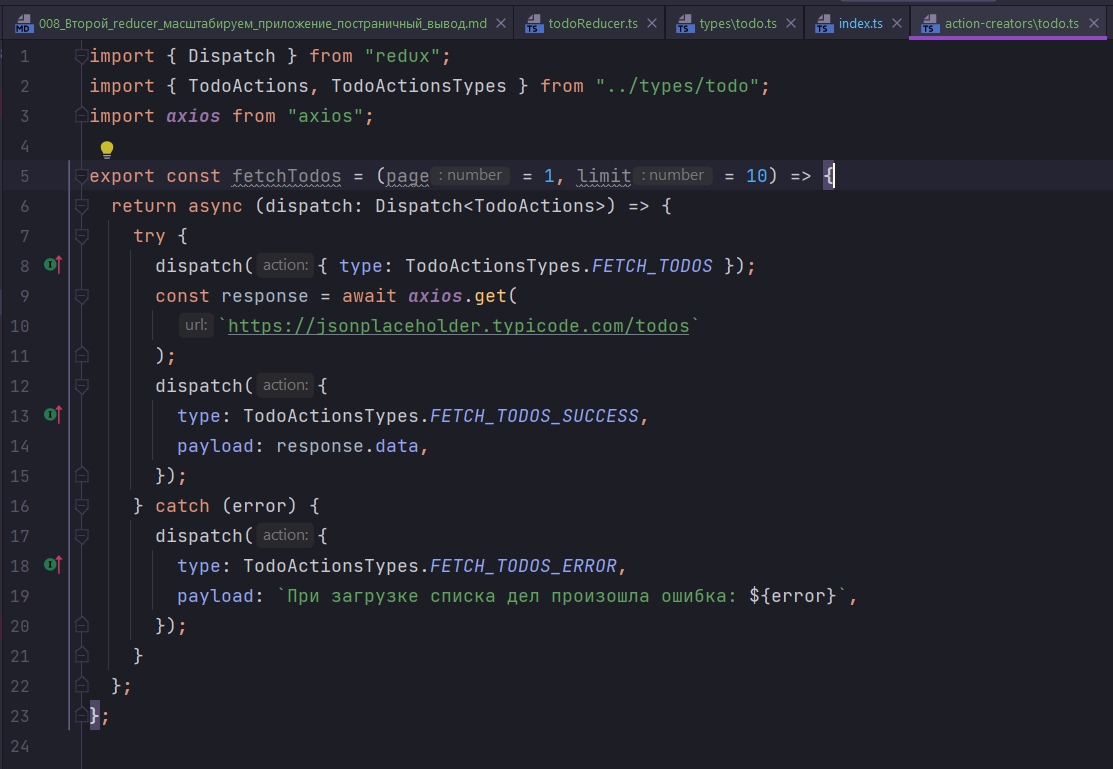 008_Второй_reducer_масштабируем_приложение_постраничный_вывод.md todoReducer.ts types\todo.ts index.ts action-creators\todo.ts
1 import { Dispatch } from "redux";
2 import { TodoActions, TodoActionsTypes } from "../types/todo";
3 import axios from "axios";
4
5 export const fetchTodos = (page : number = 1, limit : number = 10) => {
6 return async (dispatch: Dispatch<TodoActions>) => {
7 try {
8 dispatch( action: { type: TodoActionsTypes.FETCH_TODOS });
9 const response = await axios.get(
10 url: `https://jsonplaceholder.typicode.com/todos`
11 );
12 dispatch( action: {
13 type: TodoActionsTypes.FETCH_TODOS_SUCCESS,
14 payload: response.data,
15 });
16 } catch (error) {
17 dispatch( action: {
18 type: TodoActionsTypes.FETCH_TODOS_ERROR,
19 payload: `При загрузке списка дел произошла ошибка: ${error}`,
20 });
21 }
22 };
23 };
24